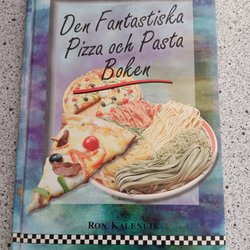 Den Fantastiska
Pizza och Pasta
Boken
Ron Kalenuik